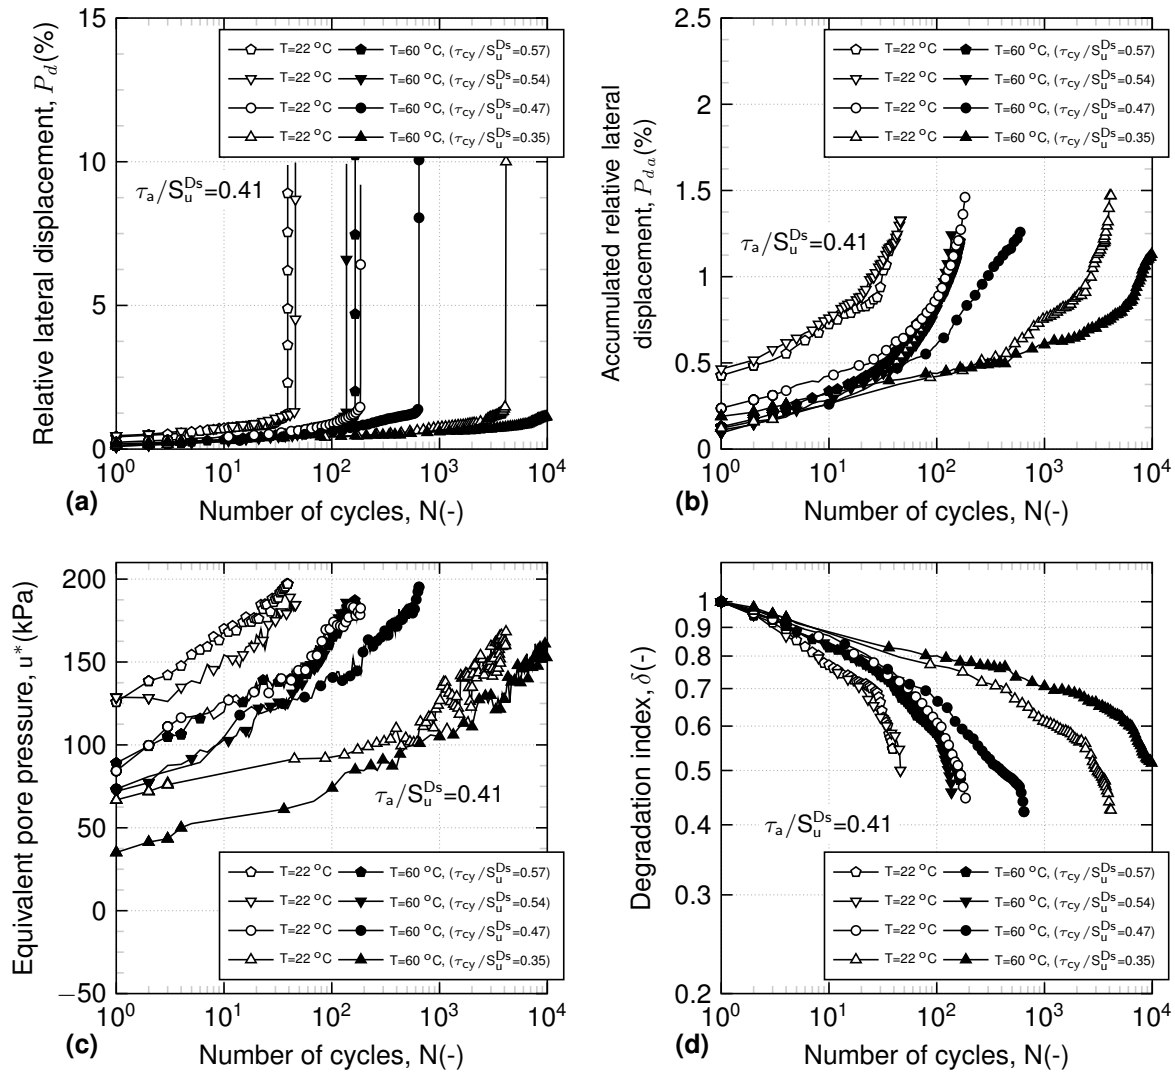 15
10
5
0
Relative lateral displacement, P_d(%)
T=22 °C T=60 °C, (τ_cy/S_u^Ds=0.57)
T=22 °C T=60 °C, (τ_cy/S_u^Ds=0.54)
T=22 °C T=60 °C, (τ_cy/S_u^Ds=0.47)
T=22 °C T=60 °C, (τ_cy/S_u^Ds=0.35)
τ_a/S_u^Ds=0.41
10^0 10^1 10^2 10^3 10^4
(a)
Number of cycles, N(-)
2.5
2
1.5
1
0.5
0
Accumulated relative lateral
displacement, P_da(%)
T=22 °C T=60 °C, (τ_cy/S_u^Ds=0.57)
T=22 °C T=60 °C, (τ_cy/S_u^Ds=0.54)
T=22 °C T=60 °C, (τ_cy/S_u^Ds=0.47)
T=22 °C T=60 °C, (τ_cy/S_u^Ds=0.35)
τ_a/S_u^Ds=0.41
10^0 10^1 10^2 10^3 10^4
(b)
Number of cycles, N(-)
200
150
100
50
0
−50
Equivalent pore pressure, u*(kPa)
τ_a/S_u^Ds=0.41
T=22 °C T=60 °C, (τ_cy/S_u^Ds=0.57)
T=22 °C T=60 °C, (τ_cy/S_u^Ds=0.54)
T=22 °C T=60 °C, (τ_cy/S_u^Ds=0.47)
T=22 °C T=60 °C, (τ_cy/S_u^Ds=0.35)
10^0 10^1 10^2 10^3 10^4
(c)
Number of cycles, N(-)
1
0.9
0.8
0.7
0.6
0.5
0.4
0.3
0.2
Degradation index, δ(-)
τ_a/S_u^Ds=0.41
T=22 °C T=60 °C, (τ_cy/S_u^Ds=0.57)
T=22 °C T=60 °C, (τ_cy/S_u^Ds=0.54)
T=22 °C T=60 °C, (τ_cy/S_u^Ds=0.47)
T=22 °C T=60 °C, (τ_cy/S_u^Ds=0.35)
10^0 10^1 10^2 10^3 10^4
(d)
Number of cycles, N(-)